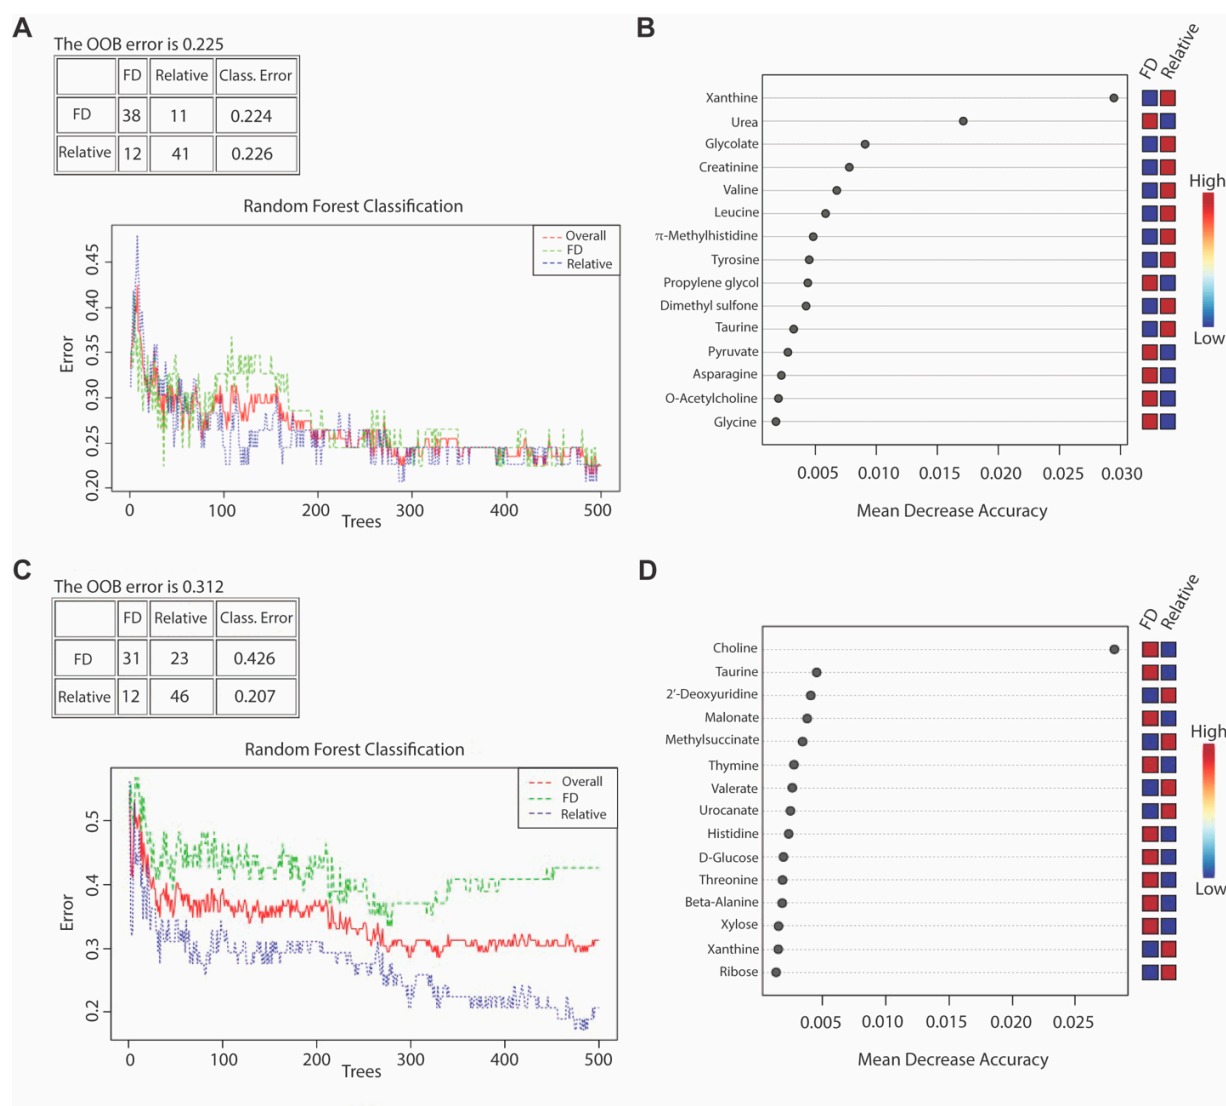 A
The OOB error is 0.225
FD Relative Class. Error
FD 38 11 0.224
Relative 12 41 0.226
Random Forest Classification
Overall
FD
Relative
Error
0.45
0.40
0.35
0.30
0.25
0.20
0 100 200 300 400 500
Trees
B
FD Relative
Xanthine
Urea
Glycolate
Creatinine
Valine
Leucine
π-Methylhistidine
Tyrosine
Propylene glycol
Dimethyl sulfone
Taurine
Pyruvate
Asparagine
O-Acetylcholine
Glycine
High
Low
0.005 0.010 0.015 0.020 0.025 0.030
Mean Decrease Accuracy
C
The OOB error is 0.312
FD Relative Class. Error
FD 31 23 0.426
Relative 12 46 0.207
Random Forest Classification
Overall
FD
Relative
Error
0.5
0.4
0.3
0.2
0 100 200 300 400 500
Trees
D
FD Relative
Choline
Taurine
2'-Deoxyuridine
Malonate
Methylsuccinate
Thymine
Valerate
Urocanate
Histidine
D-Glucose
Threonine
Beta-Alanine
Xylose
Xanthine
Ribose
High
Low
0.005 0.010 0.015 0.020 0.025
Mean Decrease Accuracy